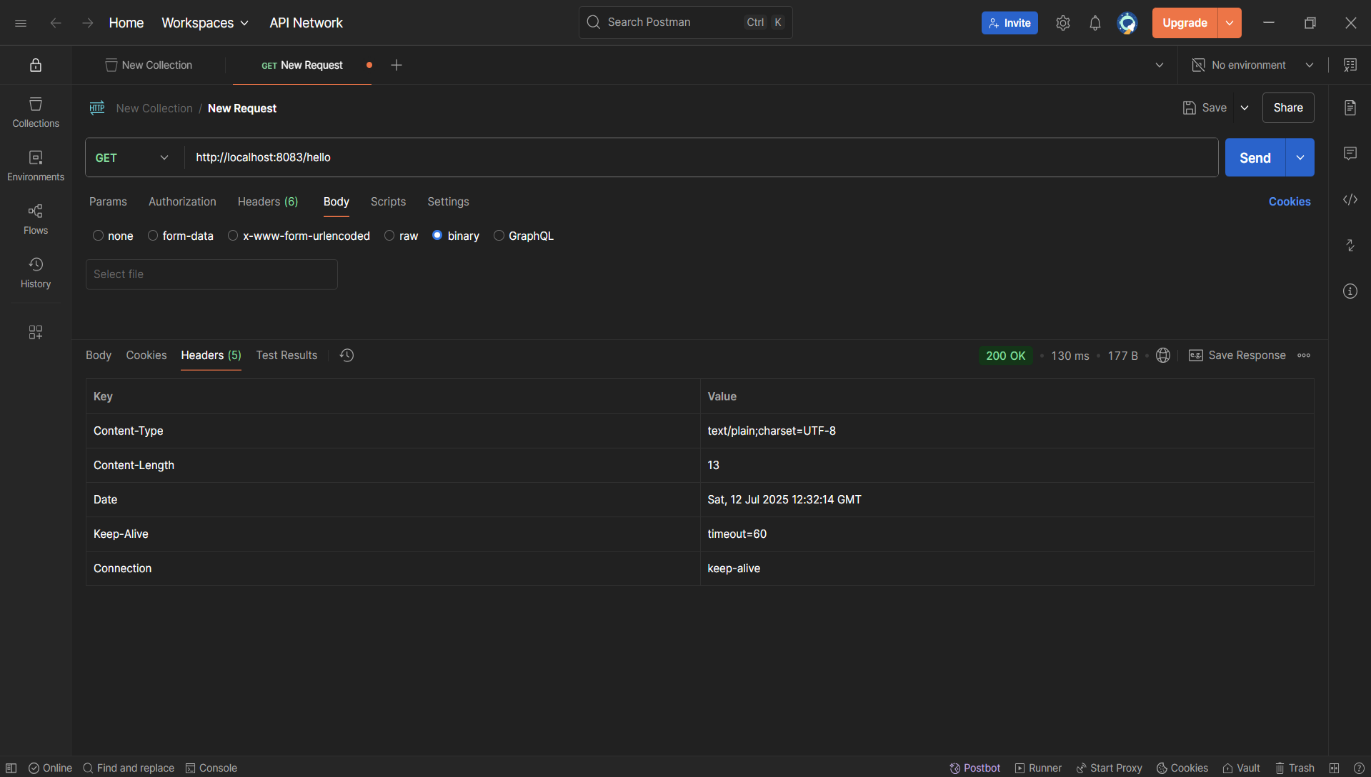 Home Workspaces API Network Search Postman Ctrl K Invite Upgrade
New Collection GET New Request No environment
Collections
Environments
Flows
History
New Collection / New Request Save Share
GET http://localhost:8083/hello Send
Params Authorization Headers (6) Body Scripts Settings Cookies
none form-data x-www-form-urlencoded raw binary GraphQL
Select file
Body Cookies Headers (5) Test Results 200 OK • 130 ms • 177 B • Save Response
Key Value
Content-Type text/plain;charset=UTF-8
Content-Length 13
Date Sat, 12 Jul 2025 12:32:14 GMT
Keep-Alive timeout=60
Connection keep-alive
Online Find and replace Console Postbot Runner Start Proxy Cookies Vault Trash